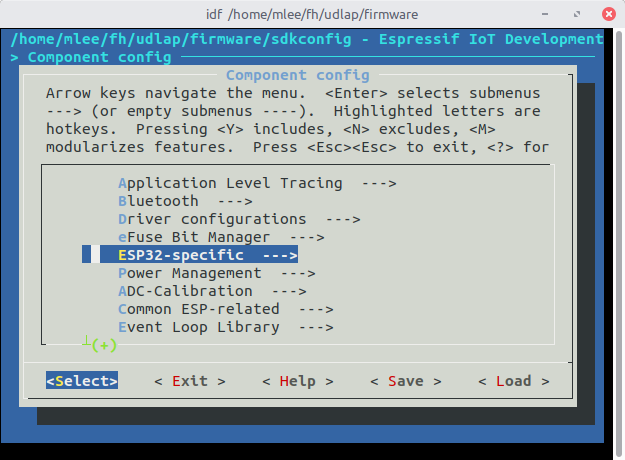 idf /home/mlee/fh/udlap/firmware
/home/mlee/fh/udlap/firmware/sdkconfig - Espressif IoT Development
> Component config
Component config
Arrow keys navigate the menu.  <Enter> selects submenus
---> (or empty submenus ----).  Highlighted letters are
hotkeys.  Pressing <Y> includes, <N> excludes, <M>
modularizes features.  Press <Esc><Esc> to exit, <?> for
Application Level Tracing  --->
Bluetooth  --->
Driver configurations  --->
eFuse Bit Manager  --->
ESP32-specific  --->
Power Management  --->
ADC-Calibration  --->
Common ESP-related  --->
Event Loop Library  --->
┴(+)
<Select>    < Exit >    < Help >    < Save >    < Load >